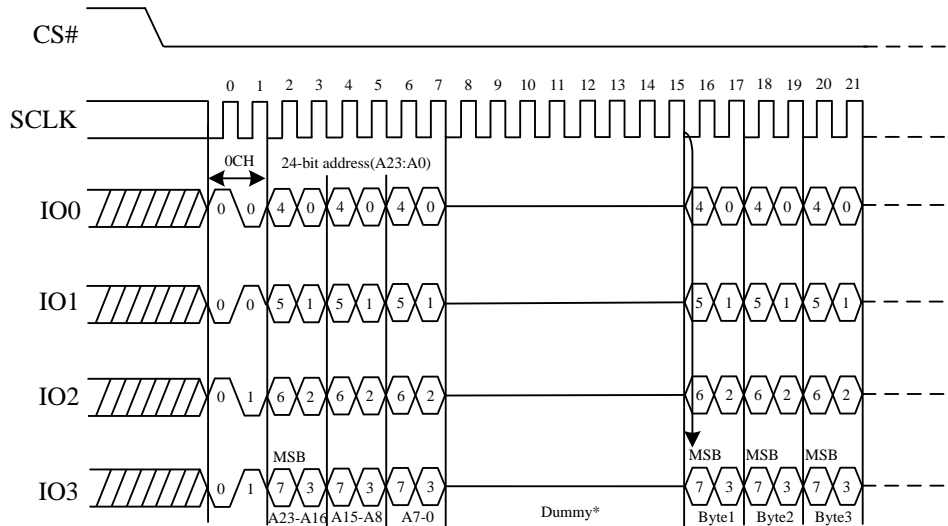 CS#
0 1 2 3 4 5 6 7 8 9 10 11 12 13 14 15 16 17 18 19 20 21
SCLK
0CH 24-bit address(A23:A0)
IO0 0 0 4 0 4 0 4 0 4 0 4 0 4 0
IO1 0 0 5 1 5 1 5 1 5 1 5 1 5 1
IO2 0 1 6 2 6 2 6 2 6 2 6 2 6 2
MSB MSB MSB MSB
IO3 0 1 7 3 7 3 7 3 7 3 7 3 7 3
A23-A16 A15-A8 A7-0 Dummy* Byte1 Byte2 Byte3